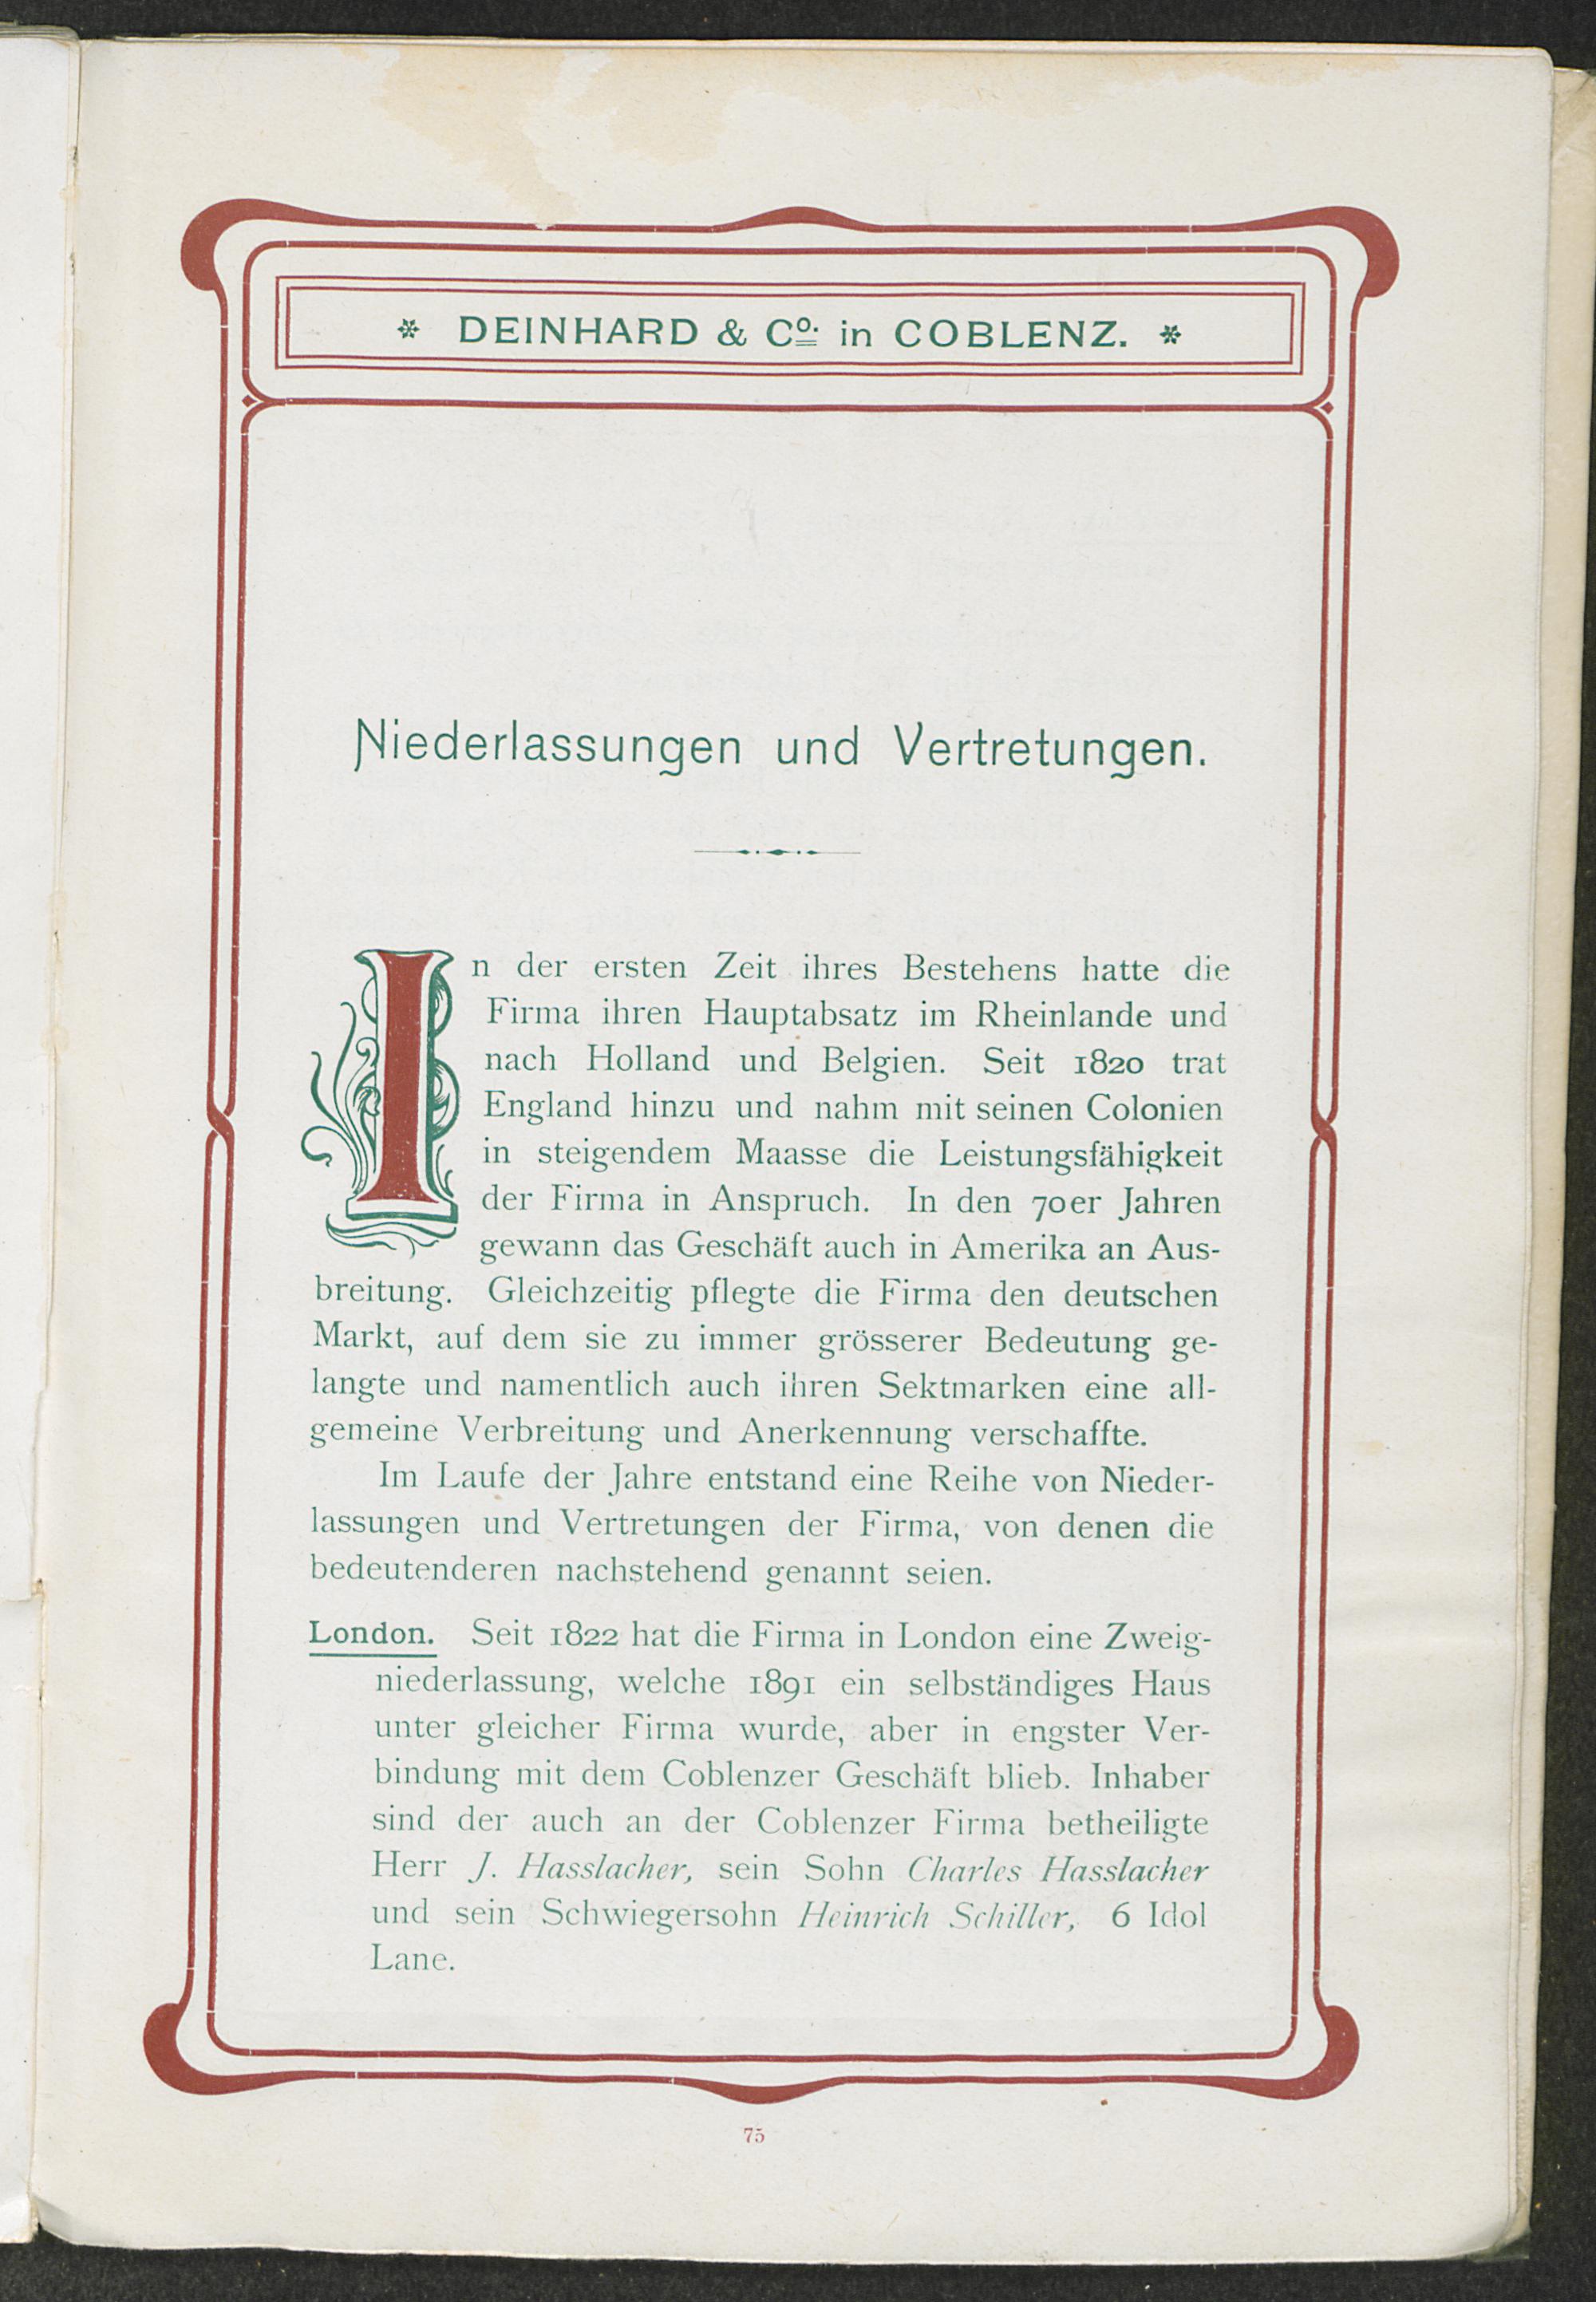 * DEINHARD & Co. in COBLENZ. *
Niederlassungen und Vertretungen.
In der ersten Zeit ihres Bestehens hatte die
Firma ihren Hauptabsatz im Rheinlande und
nach Holland und Belgien. Seit 1820 trat
England hinzu und nahm mit seinen Colonien
in steigendem Maasse die Leistungsfähigkeit
der Firma in Anspruch. In den 70er Jahren
gewann das Geschäft auch in Amerika an Aus-
breitung. Gleichzeitig pflegte die Firma den deutschen
Markt, auf dem sie zu immer grösserer Bedeutung ge-
langte und namentlich auch ihren Sektmarken eine all-
gemeine Verbreitung und Anerkennung verschaffte.
Im Laufe der Jahre entstand eine Reihe von Nieder-
lassungen und Vertretungen der Firma, von denen die
bedeutenderen nachstehend genannt seien.
London. Seit 1822 hat die Firma in London eine Zweig-
niederlassung, welche 1891 ein selbständiges Haus
unter gleicher Firma wurde, aber in engster Ver-
bindung mit dem Coblenzer Geschäft blieb. Inhaber
sind der auch an der Coblenzer Firma betheiligte
Herr J. Hasslacher, sein Sohn Charles Hasslacher
und sein Schwiegersohn Heinrich Schiller, 6 Idol
Lane.
75